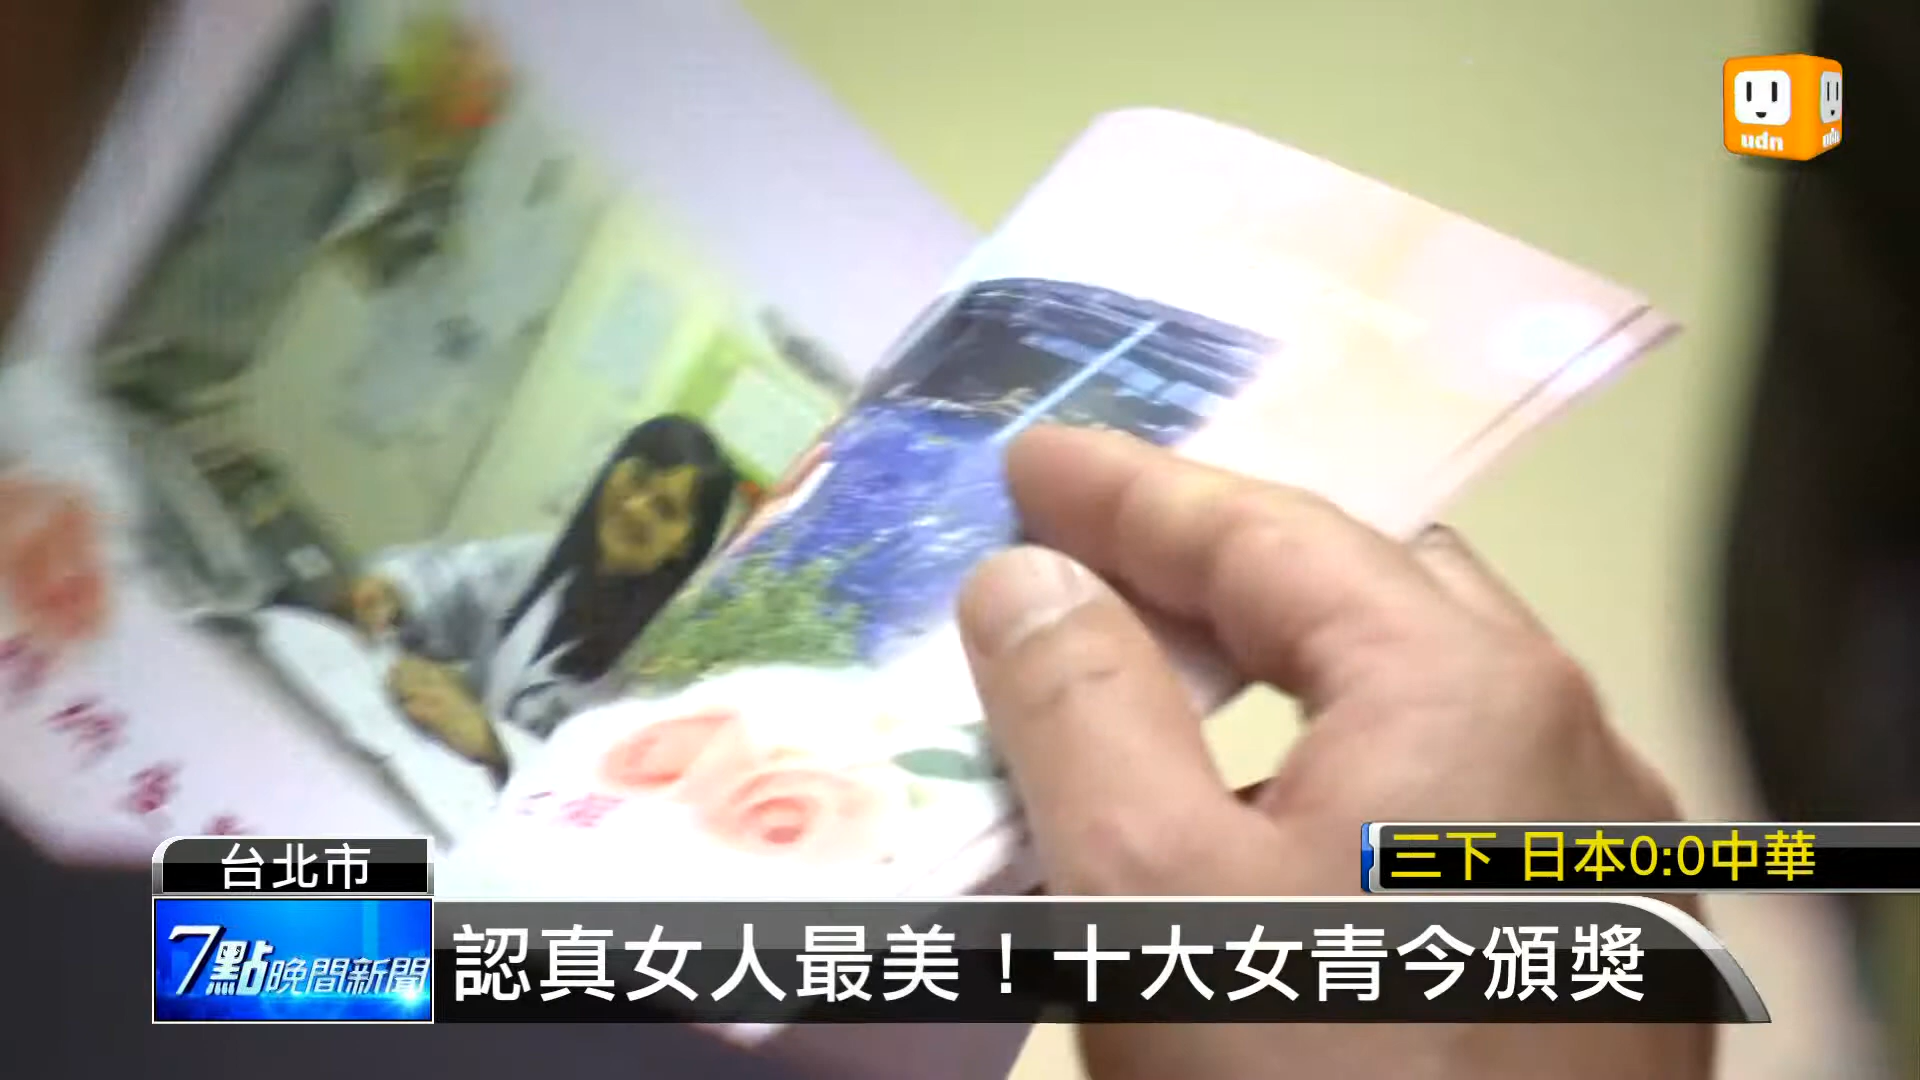 udn
三下 日本0:0中華
台北市
7點晚間新聞
認真女人最美！十大女青今頒獎